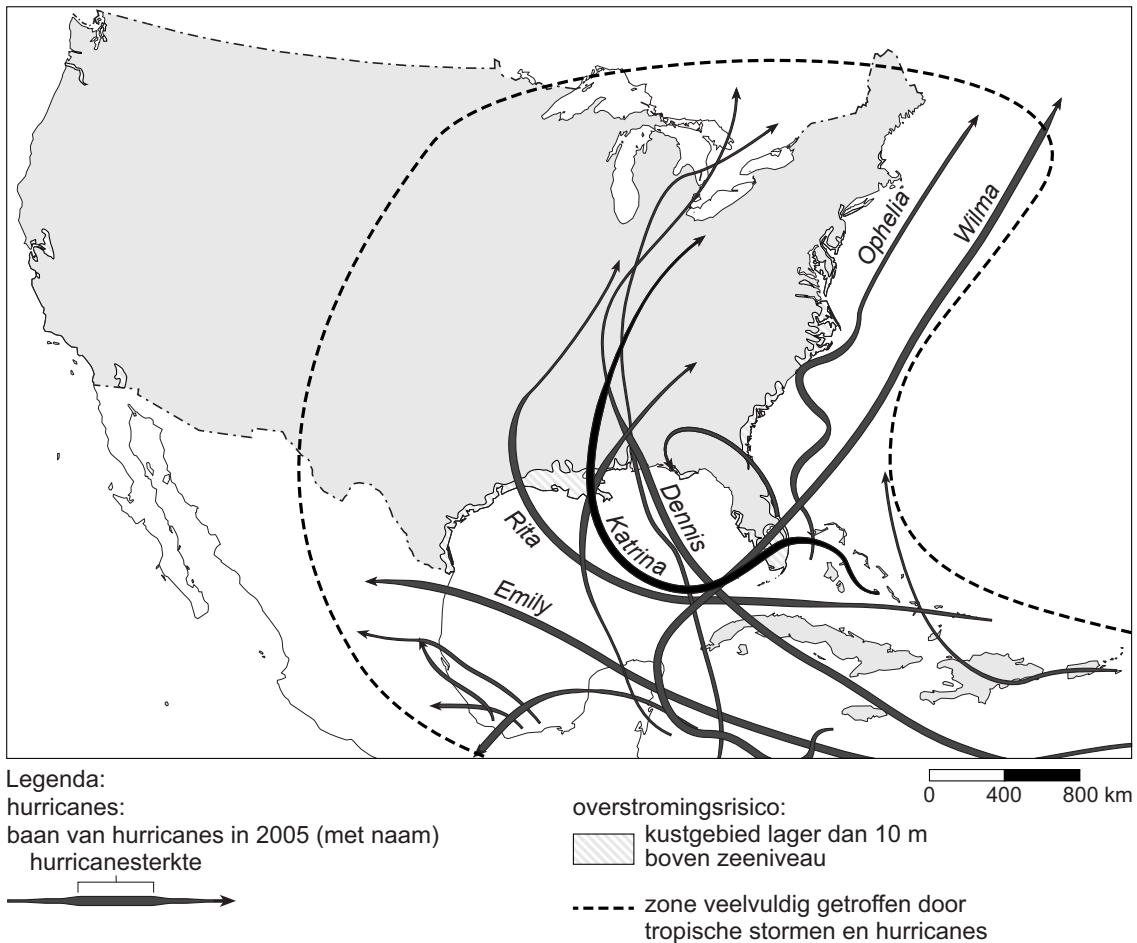 Ophelia
Wilma
Dennis
Katrina
Rita
Emily
Legenda:
hurricanes:
baan van hurricanes in 2005 (met naam)
hurricanesterkte
0 400 800 km
overstromingsrisico:
kustgebied lager dan 10 m
boven zeeniveau
zone veelvuldig getroffen door
tropische stormen en hurricanes